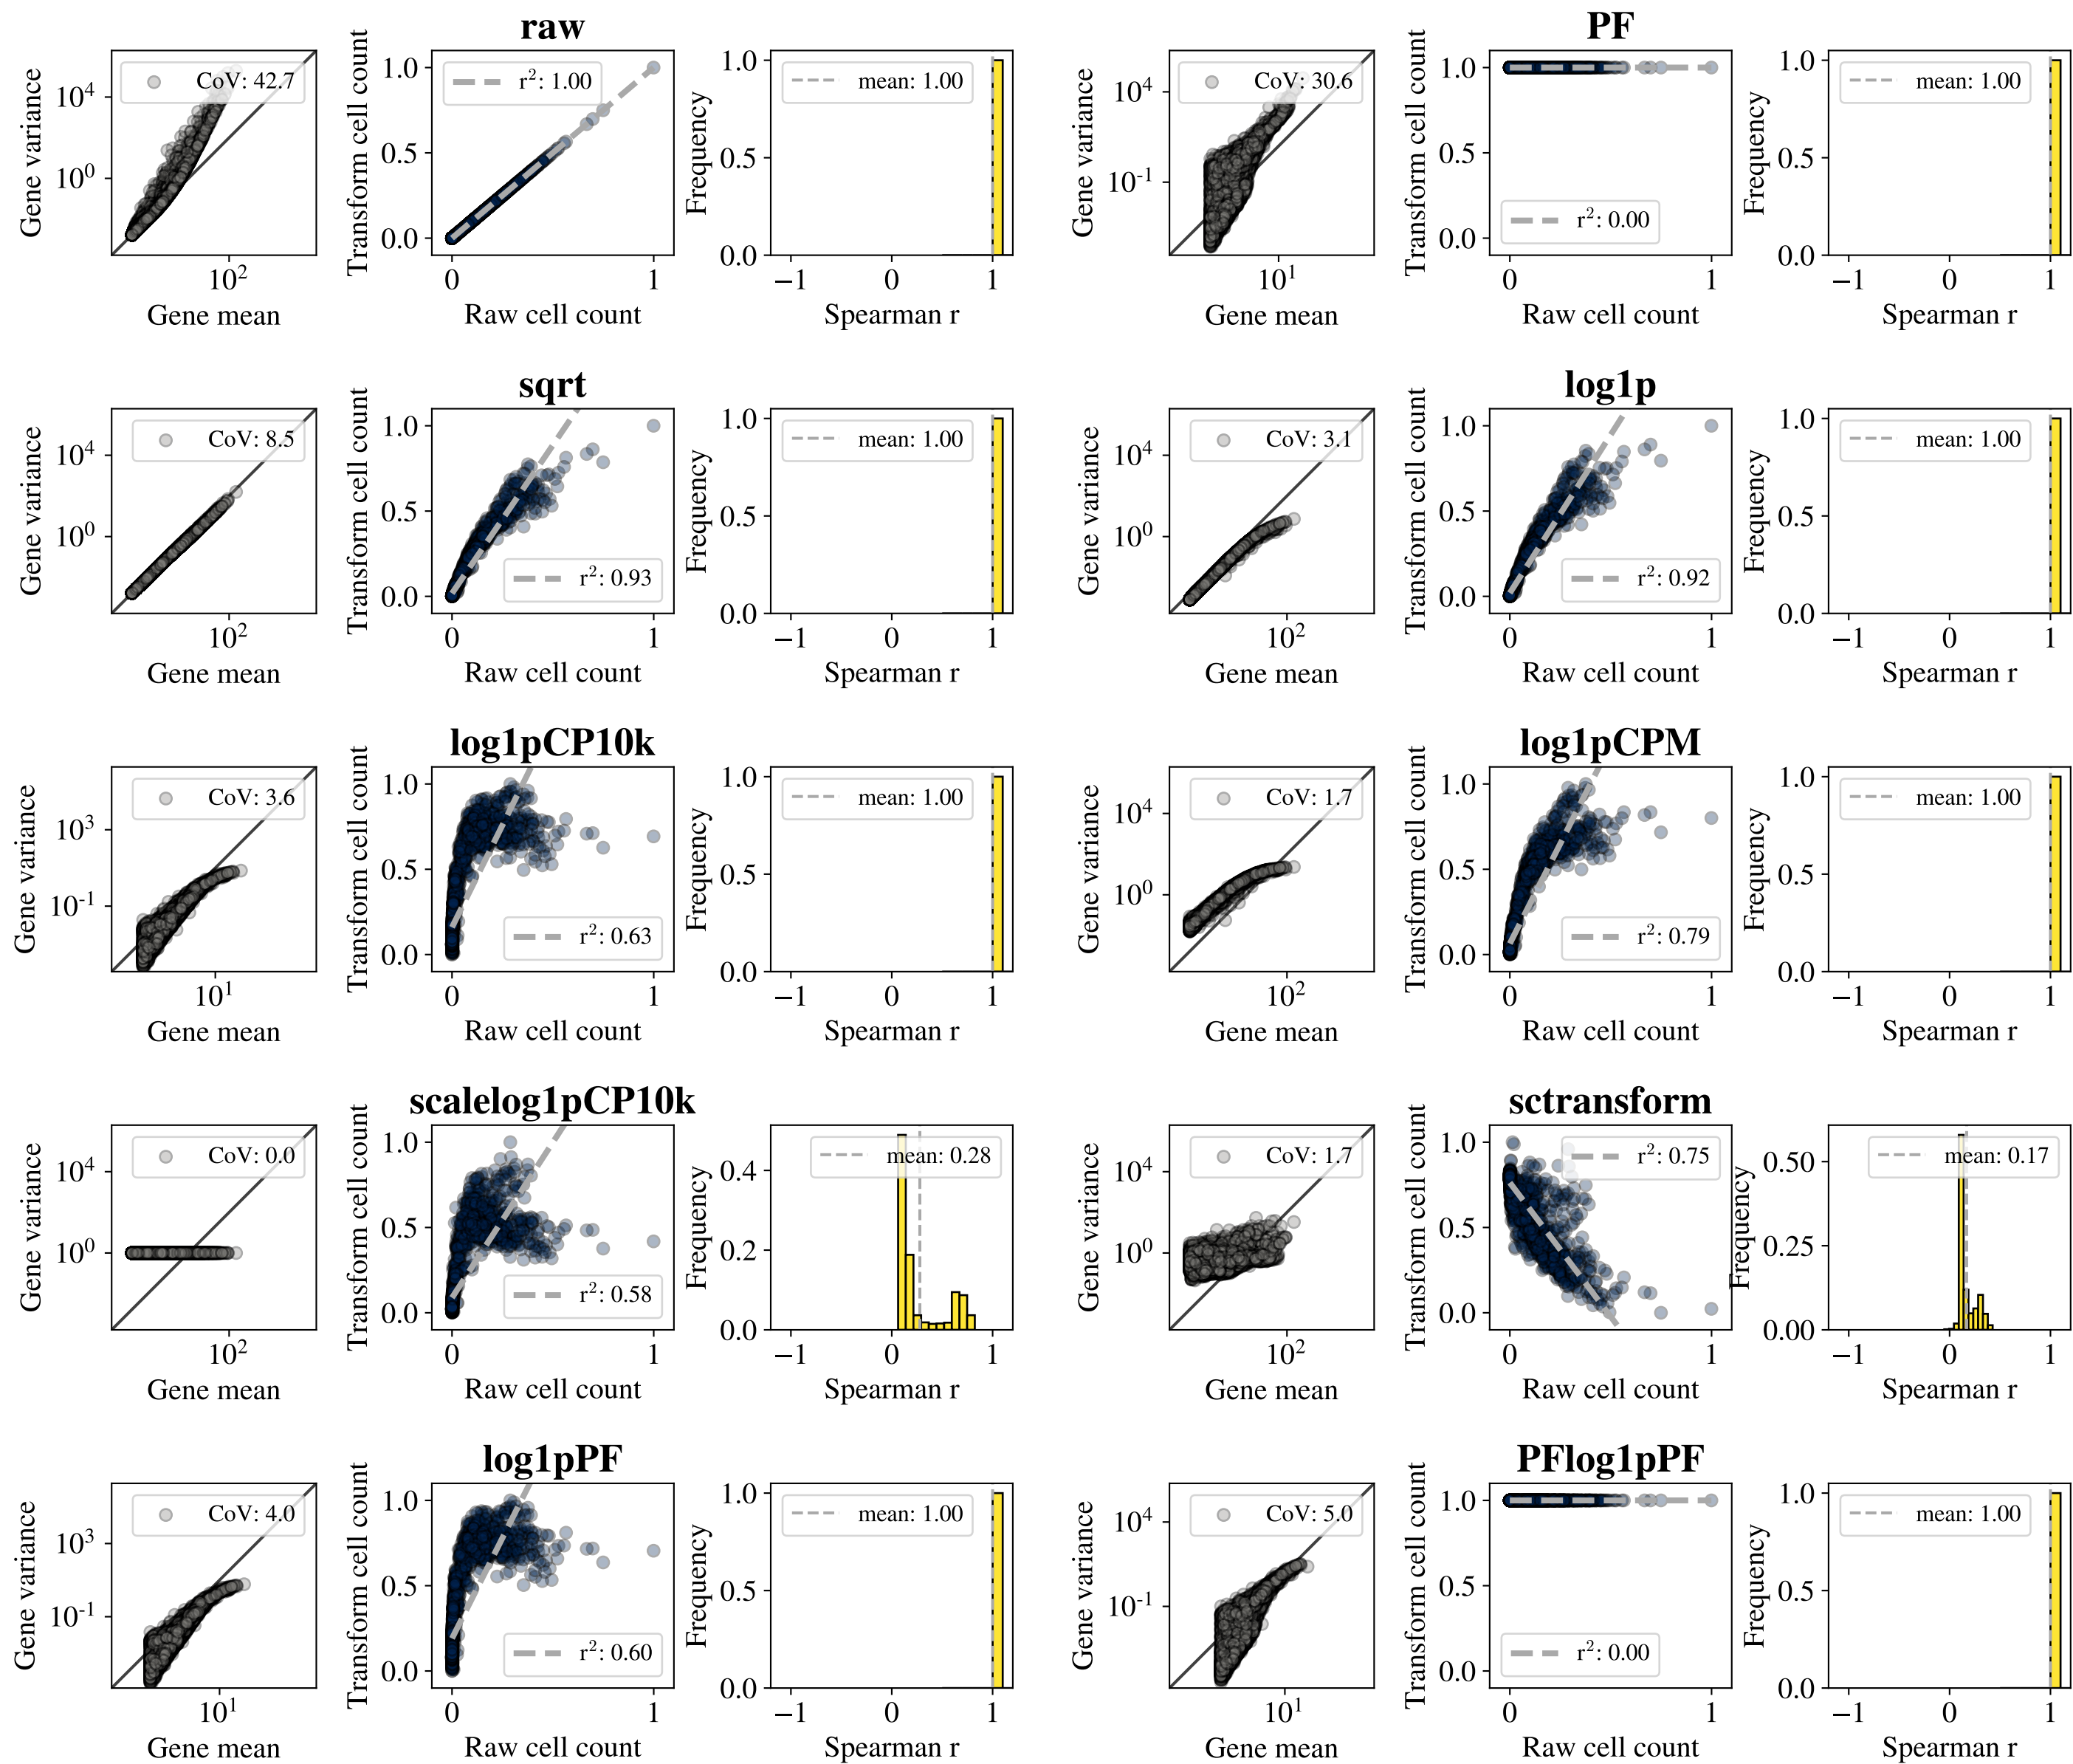 raw
Gene variance
10⁴
10⁰
CoV: 42.7
10²
Gene mean
Transform cell count
1.0
0.5
0.0
r²: 1.00
0 1
Raw cell count
Frequency
1.0
0.5
0.0
mean: 1.00
−1 0 1
Spearman r
PF
Gene variance
10⁴
10⁻¹
CoV: 30.6
10¹
Gene mean
Transform cell count
1.0
0.5
0.0
r²: 0.00
0 1
Raw cell count
Frequency
1.0
0.5
0.0
mean: 1.00
−1 0 1
Spearman r
sqrt
Gene variance
10⁴
10⁰
CoV: 8.5
10²
Gene mean
Transform cell count
1.0
0.5
0.0
r²: 0.93
0 1
Raw cell count
Frequency
1.0
0.5
0.0
mean: 1.00
−1 0 1
Spearman r
log1p
Gene variance
10⁴
10⁰
CoV: 3.1
10²
Gene mean
Transform cell count
1.0
0.5
0.0
r²: 0.92
0 1
Raw cell count
Frequency
1.0
0.5
0.0
mean: 1.00
−1 0 1
Spearman r
log1pCP10k
Gene variance
10³
10⁻¹
CoV: 3.6
10¹
Gene mean
Transform cell count
1.0
0.5
0.0
r²: 0.63
0 1
Raw cell count
Frequency
1.0
0.5
0.0
mean: 1.00
−1 0 1
Spearman r
log1pCPM
Gene variance
10⁴
10⁰
CoV: 1.7
10²
Gene mean
Transform cell count
1.0
0.5
0.0
r²: 0.79
0 1
Raw cell count
Frequency
1.0
0.5
0.0
mean: 1.00
−1 0 1
Spearman r
scalelog1pCP10k
Gene variance
10⁴
10⁰
CoV: 0.0
10²
Gene mean
Transform cell count
1.0
0.5
0.0
r²: 0.58
0 1
Raw cell count
Frequency
0.4
0.2
0.0
mean: 0.28
−1 0 1
Spearman r
sctransform
Gene variance
10⁴
10⁰
CoV: 1.7
10²
Gene mean
Transform cell count
1.0
0.5
0.0
r²: 0.75
0 1
Raw cell count
Frequency
0.50
0.25
0.00
mean: 0.17
−1 0 1
Spearman r
log1pPF
Gene variance
10³
10⁻¹
CoV: 4.0
10¹
Gene mean
Transform cell count
1.0
0.5
0.0
r²: 0.60
0 1
Raw cell count
Frequency
1.0
0.5
0.0
mean: 1.00
−1 0 1
Spearman r
PFlog1pPF
Gene variance
10⁴
10⁻¹
CoV: 5.0
10¹
Gene mean
Transform cell count
1.0
0.5
0.0
r²: 0.00
0 1
Raw cell count
Frequency
1.0
0.5
0.0
mean: 1.00
−1 0 1
Spearman r